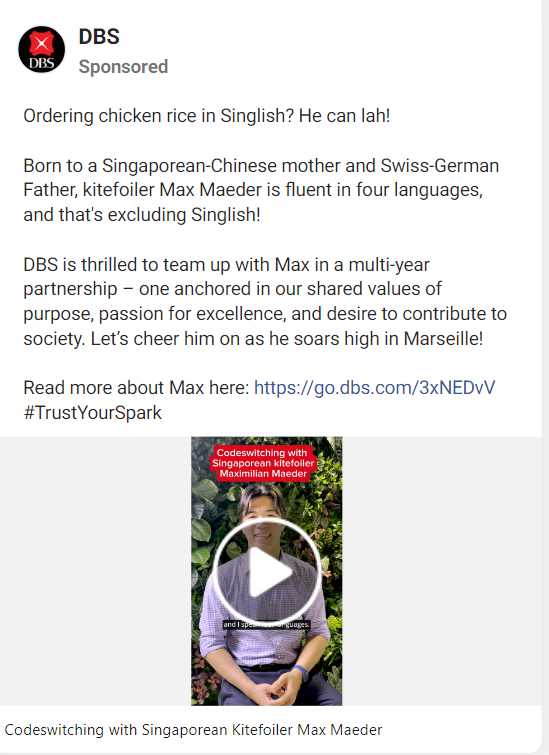 DBS
Sponsored
DBS
Ordering chicken rice in Singlish? He can lah!
Born to a Singaporean-Chinese mother and Swiss-German
Father, kitefoiler Max Maeder is fluent in four languages,
and that's excluding Singlish!
DBS is thrilled to team up with Max in a multi-year
partnership – one anchored in our shared values of
purpose, passion for excellence, and desire to contribute to
society. Let’s cheer him on as he soars high in Marseille!
Read more about Max here: https://go.dbs.com/3xNEDvV
#TrustYourSpark
Codeswitching with
Singaporean kitefoiler
Maximilian Maeder
and I
Codeswitching with Singaporean Kitefoiler Max Maeder